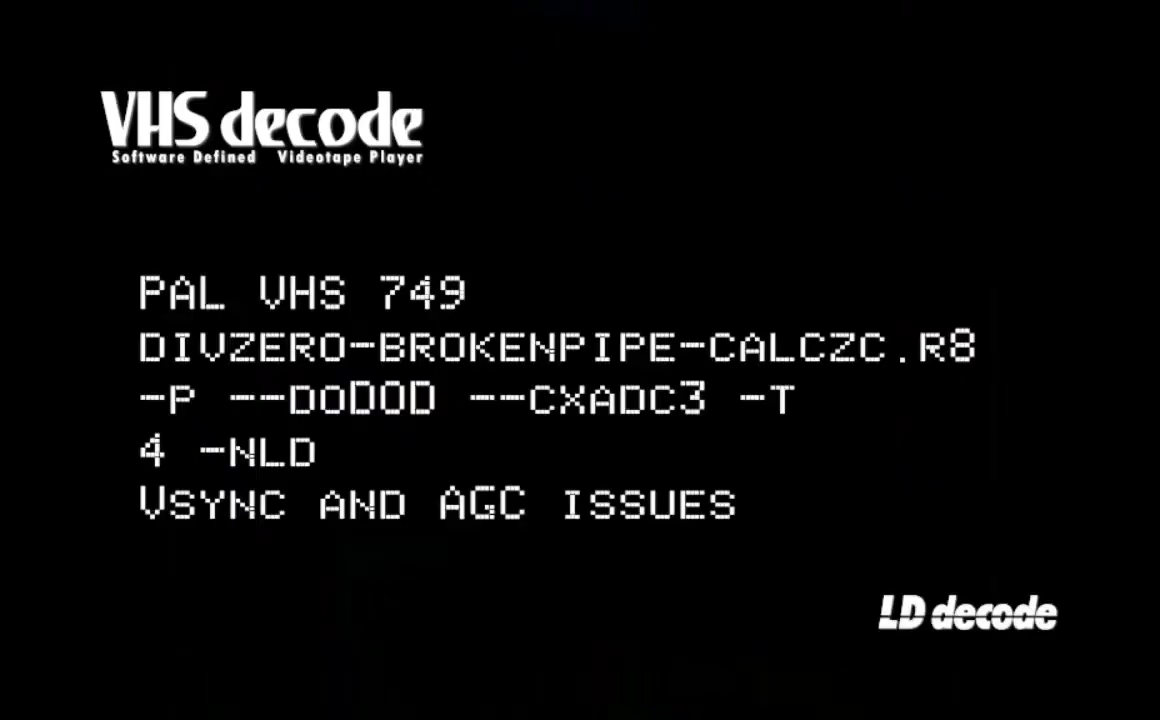 VHS decode
Software Defined Videotape Player
PAL VHS 749
DIVZERO-BROKENPIPE-CALCZC.R8
-P --DODOD --CXADC3 -T
4 -NLD
VSYNC AND AGC ISSUES
LD decode